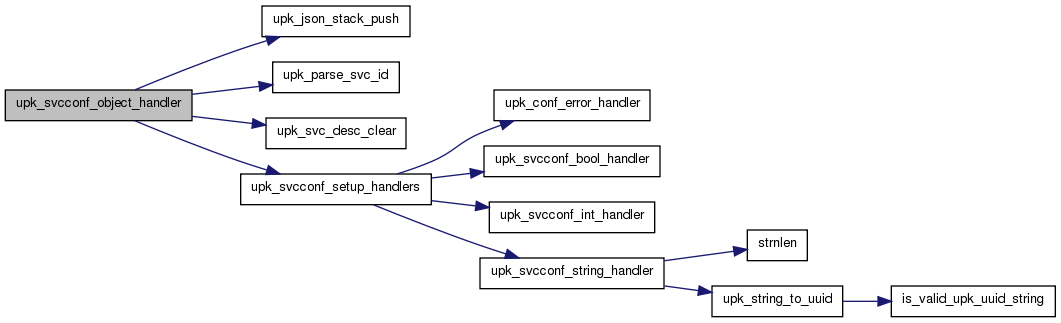 upk_json_stack_push
upk_parse_svc_id
upk_svcconf_object_handler
upk_conf_error_handler
upk_svc_desc_clear
upk_svcconf_bool_handler
upk_svcconf_setup_handlers
upk_svcconf_int_handler
strnlen
upk_svcconf_string_handler
upk_string_to_uuid
is_valid_upk_uuid_string